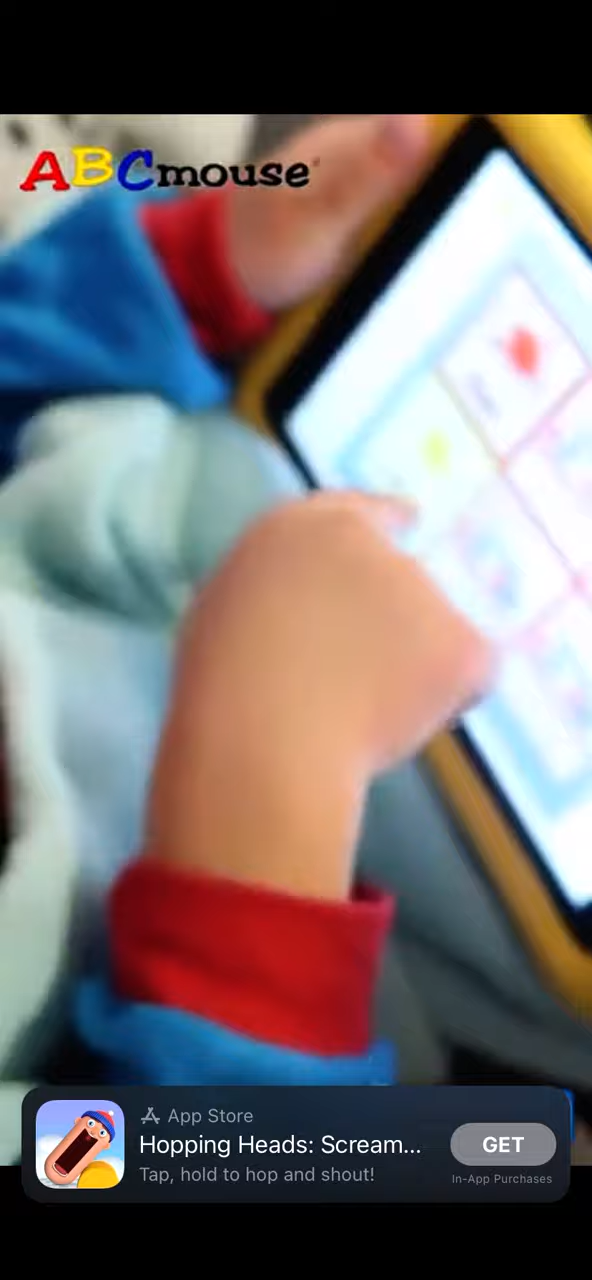 ABCmouse
App Store
Hopping Heads: Scream...
GET
Tap, hold to hop and shout!
In-App Purchases